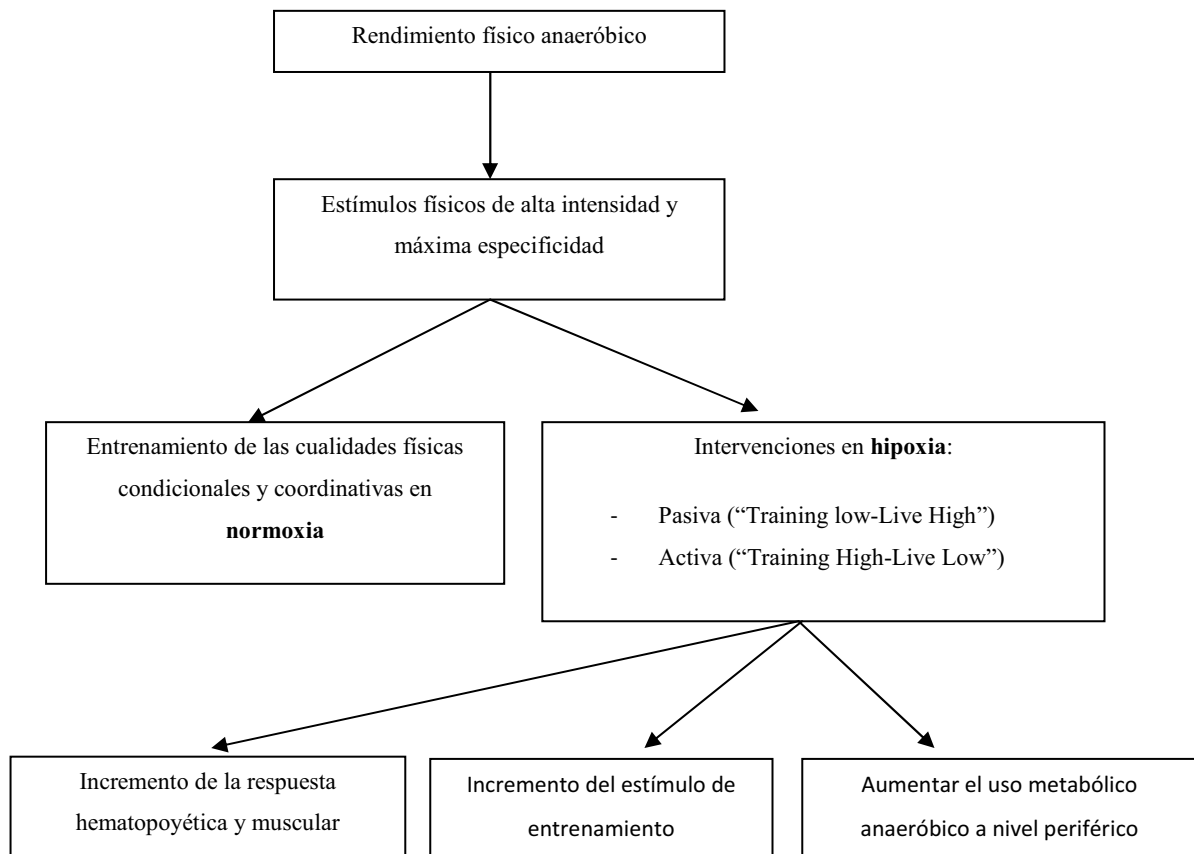 Rendimiento físico anaeróbico
Estímulos físicos de alta intensidad y
máxima especificidad
Entrenamiento de las cualidades físicas
condicionales y coordinativas en
normoxia
Intervenciones en hipoxia:
- Pasiva (“Training low-Live High”)
- Activa (“Training High-Live Low”)
Incremento de la respuesta
hematopoyética y muscular
Incremento del estímulo de
entrenamiento
Aumentar el uso metabólico
anaeróbico a nivel periférico